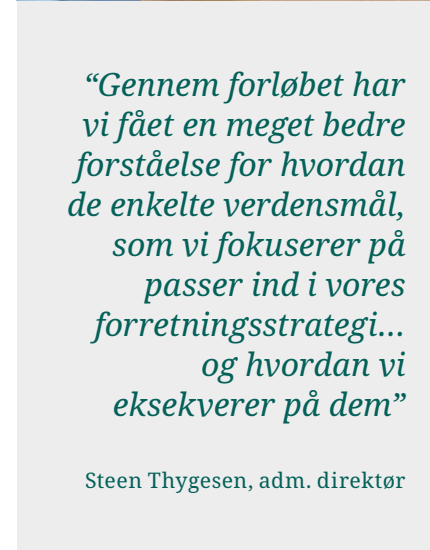 “Gennem forløbet har
vi fået en meget bedre
forståelse for hvordan
de enkelte verdensmål,
som vi fokuserer på
passer ind i vores
forretningsstrategi...
og hvordan vi
eksekverer på dem”
Steen Thygesen, adm. direktør